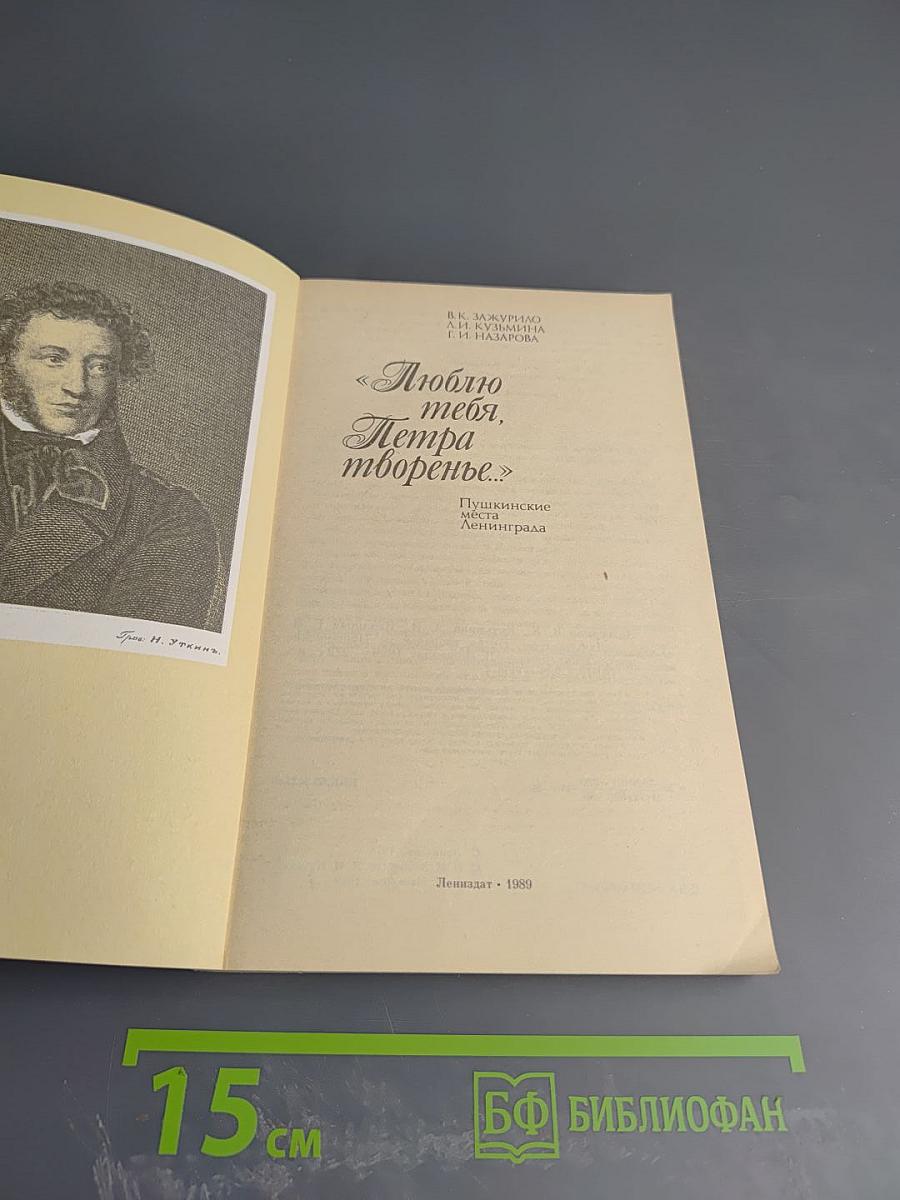 В. К. ЗАЖУРИЛО
Л. И. КУЗЬМИНА
Г. И. НАЗАРОВА
«Люблю
тебя,
Петра
творенье...»
Пушкинские
места
Ленинграда
Грав: Н. Уткинъ.
Лениздат • 1989
15 см
БФ БИБЛИОФАН